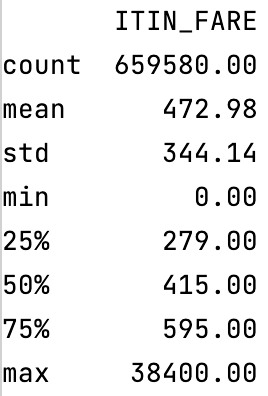 ITIN_FARE
count 659580.00
mean 472.98
std 344.14
min 0.00
25% 279.00
50% 415.00
75% 595.00
max 38400.00